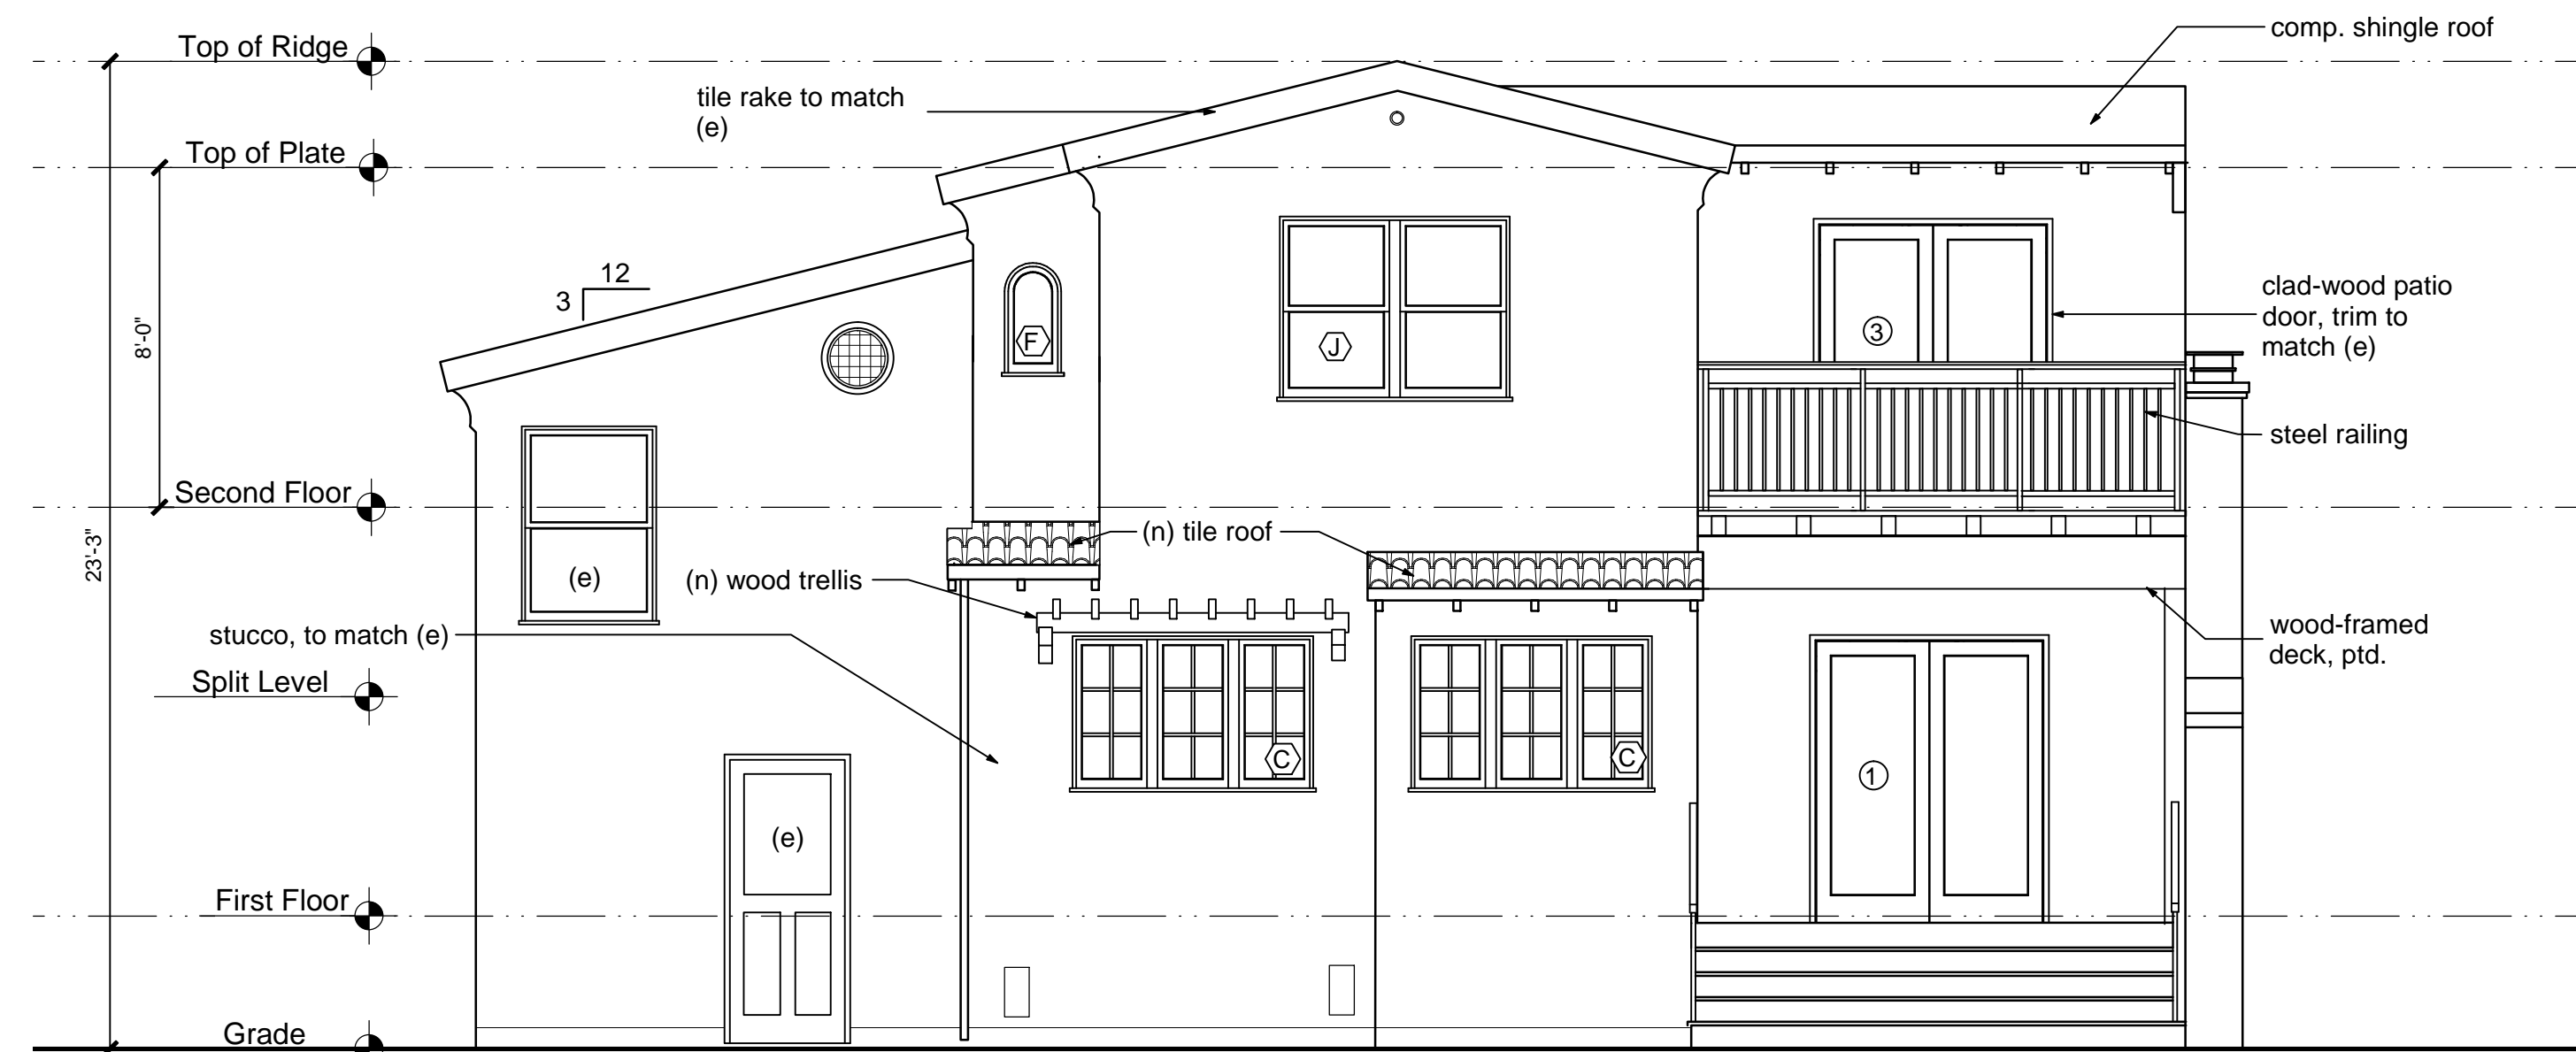 comp. shingle roof
Top of Ridge
tile rake to match
(e)
Top of Plate
12
3
8'-0"
F
J
3
clad-wood patio
door, trim to
match (e)
steel railing
Second Floor
23'-3"
(n) tile roof
(e)
(n) wood trellis
stucco, to match (e)
wood-framed
deck, ptd.
Split Level
C
C
1
(e)
First Floor
Grade